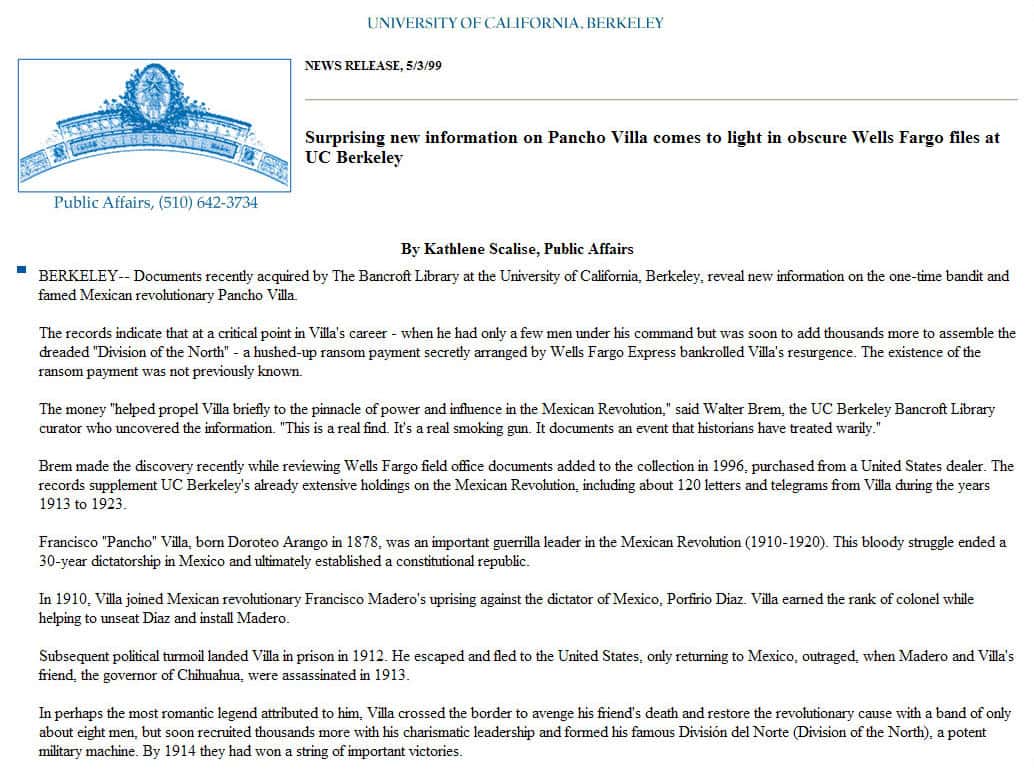 UNIVERSITY OF CALIFORNIA, BERKELEY
NEWS RELEASE, 5/3/99
Surprising new information on Pancho Villa comes to light in obscure Wells Fargo files at
UC Berkeley
SATHER GATE
Public Affairs, (510) 642-3734
By Kathlene Scalise, Public Affairs
BERKELEY-- Documents recently acquired by The Bancroft Library at the University of California, Berkeley, reveal new information on the one-time bandit and
famed Mexican revolutionary Pancho Villa.
The records indicate that at a critical point in Villa's career - when he had only a few men under his command but was soon to add thousands more to assemble the
dreaded "Division of the North" - a hushed-up ransom payment secretly arranged by Wells Fargo Express bankrolled Villa's resurgence. The existence of the
ransom payment was not previously known.
The money "helped propel Villa briefly to the pinnacle of power and influence in the Mexican Revolution," said Walter Brem, the UC Berkeley Bancroft Library
curator who uncovered the information. "This is a real find. It's a real smoking gun. It documents an event that historians have treated warily."
Brem made the discovery recently while reviewing Wells Fargo field office documents added to the collection in 1996, purchased from a United States dealer. The
records supplement UC Berkeley's already extensive holdings on the Mexican Revolution, including about 120 letters and telegrams from Villa during the years
1913 to 1923.
Francisco "Pancho" Villa, born Doroteo Arango in 1878, was an important guerrilla leader in the Mexican Revolution (1910-1920). This bloody struggle ended a
30-year dictatorship in Mexico and ultimately established a constitutional republic.
In 1910, Villa joined Mexican revolutionary Francisco Madero's uprising against the dictator of Mexico, Porfirio Diaz. Villa earned the rank of colonel while
helping to unseat Diaz and install Madero.
Subsequent political turmoil landed Villa in prison in 1912. He escaped and fled to the United States, only returning to Mexico, outraged, when Madero and Villa's
friend, the governor of Chihuahua, were assassinated in 1913.
In perhaps the most romantic legend attributed to him, Villa crossed the border to avenge his friend's death and restore the revolutionary cause with a band of only
about eight men, but soon recruited thousands more with his charismatic leadership and formed his famous División del Norte (Division of the North), a potent
military machine. By 1914 they had won a string of important victories.